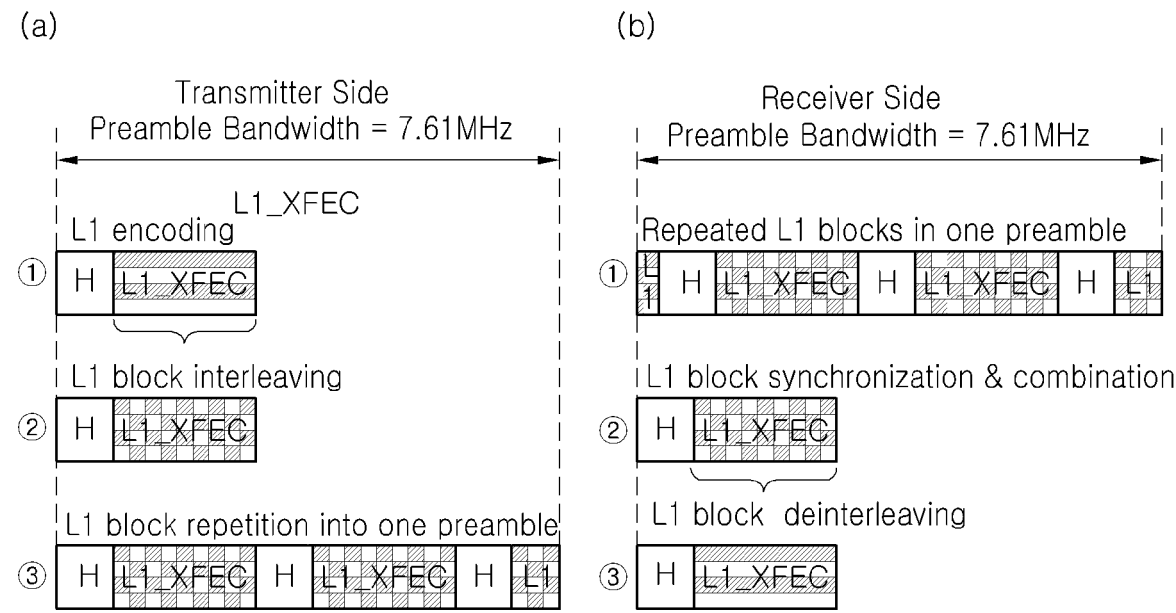 (a)
Transmitter Side
Preamble Bandwidth = 7.61MHz
L1_XFEC
L1 encoding
① H L1_XFEC
L1 block interleaving
② H L1_XFEC
L1 block repetition into one preamble
③ H L1_XFEC H L1_XFEC H L1
(b)
Receiver Side
Preamble Bandwidth = 7.61MHz
Repeated L1 blocks in one preamble
① L1 H L1_XFEC H L1_XFEC H L1
L1 block synchronization & combination
② H L1_XFEC
L1 block deinterleaving
③ H L1_XFEC